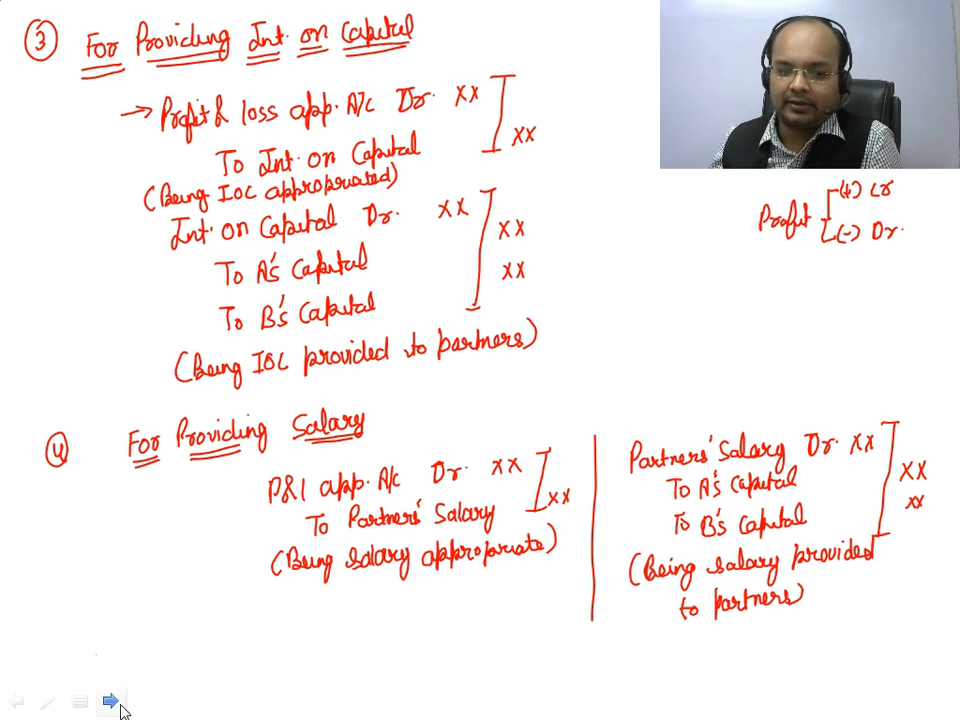 ③ For Providing Int. on Capital
→ Profit & loss app. A/c Dr. XX
To Int. on Capital XX
(Being IOC appropriated)
Int. on Capital Dr. XX
To A's Capital XX
To B's Capital XX
(Being IOC provided to partners)
Profit (+) Cr
(-) Dr.
④ For Providing Salary
P&l app. A/c Dr. XX
To Partner's Salary XX
(Being Salary appropriate)
Partners' Salary Dr. XX
To A's Capital XX
To B's Capital XX
(Being Salary provided
to partners)